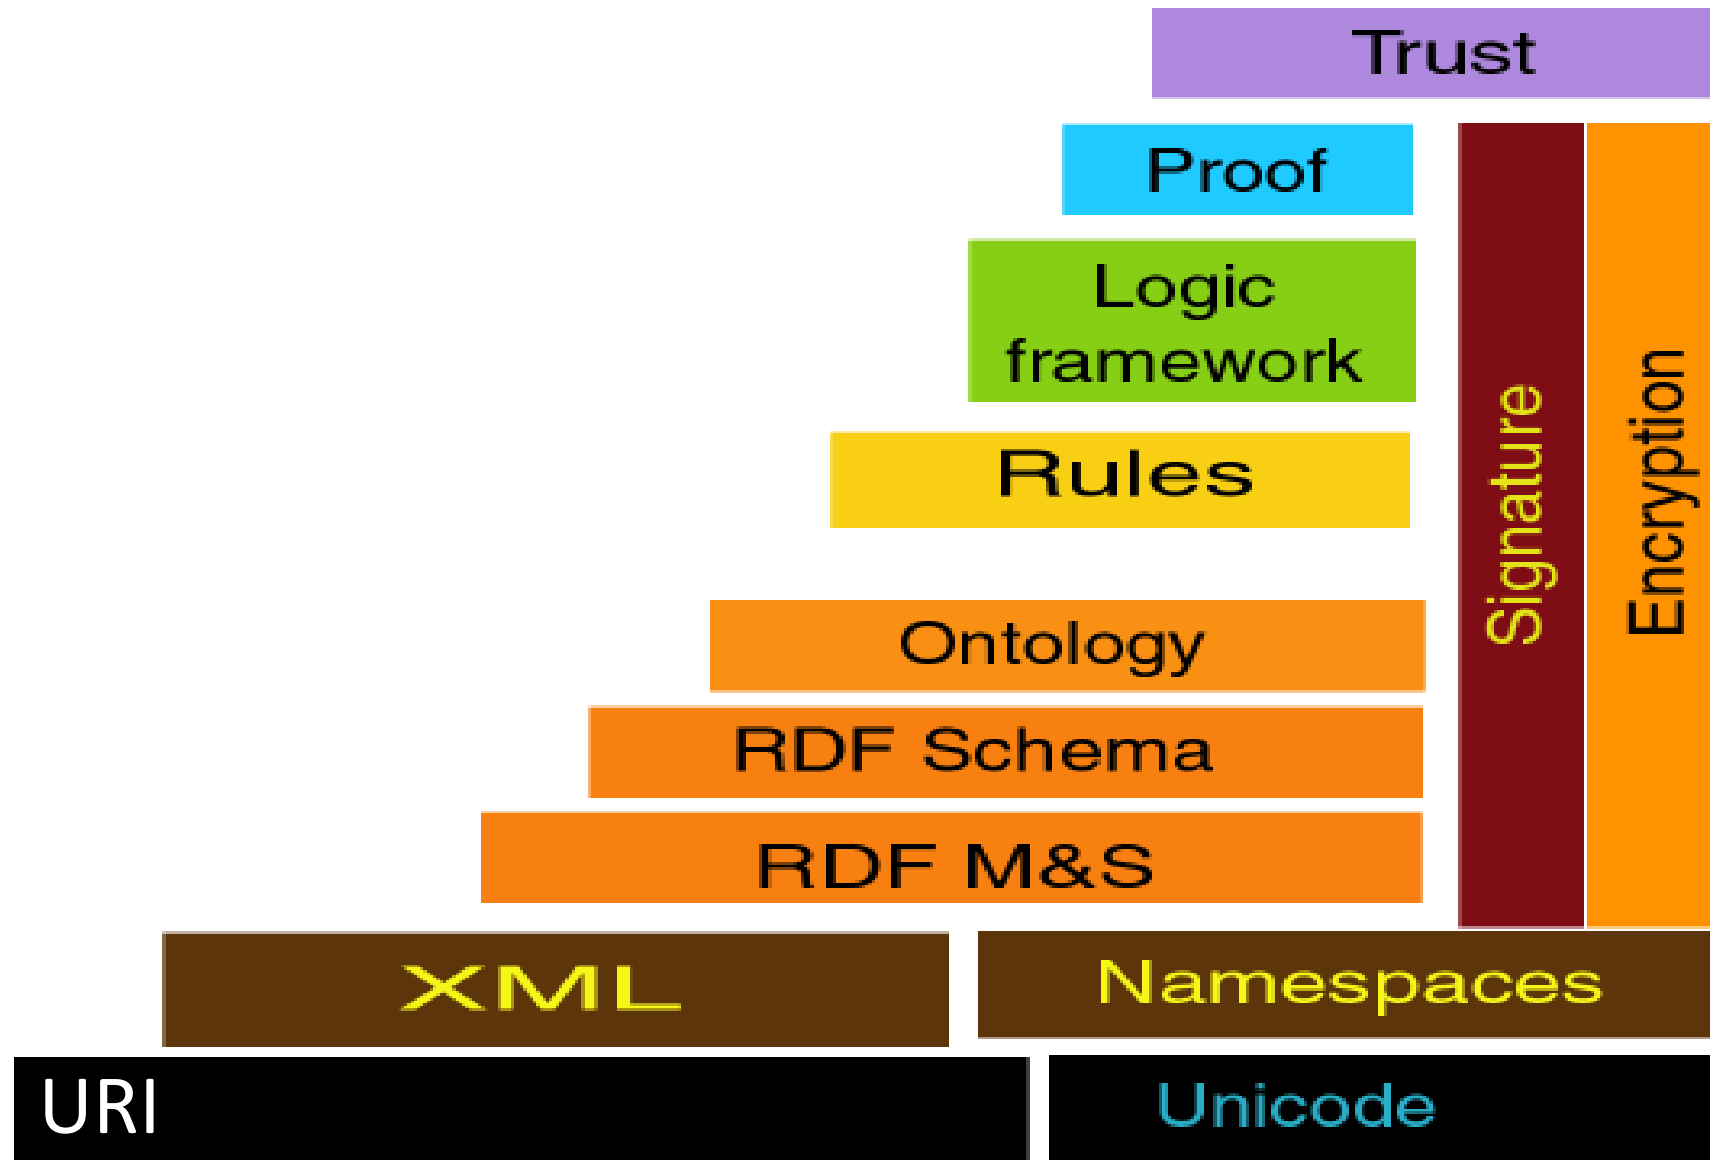 Trust
Proof
Logic
framework
Rules
Signature
Encryption
Ontology
RDF Schema
RDF M&S
XML
Namespaces
URI
Unicode